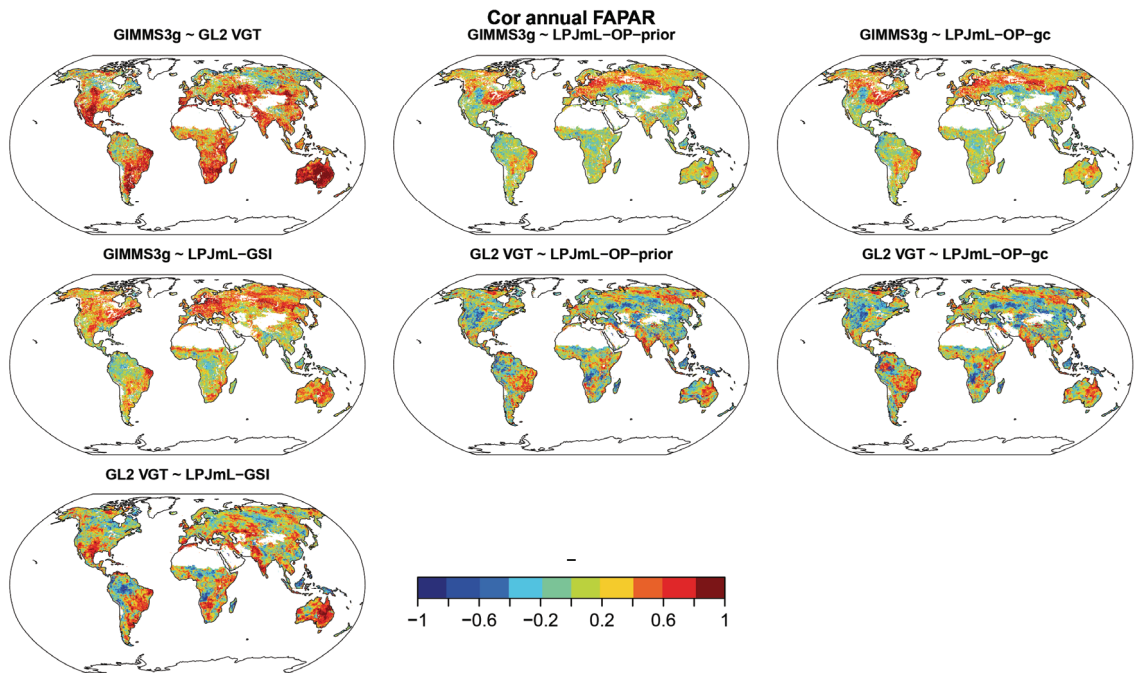 Cor annual FAPAR
GIMMS3g ~ GL2 VGT
GIMMS3g ~ LPJmL−OP−prior
GIMMS3g ~ LPJmL−OP−gc
GIMMS3g ~ LPJmL−GSI
GL2 VGT ~ LPJmL−OP−prior
GL2 VGT ~ LPJmL−OP−gc
GL2 VGT ~ LPJmL−GSI
−
−1 −0.6 −0.2 0.2 0.6 1